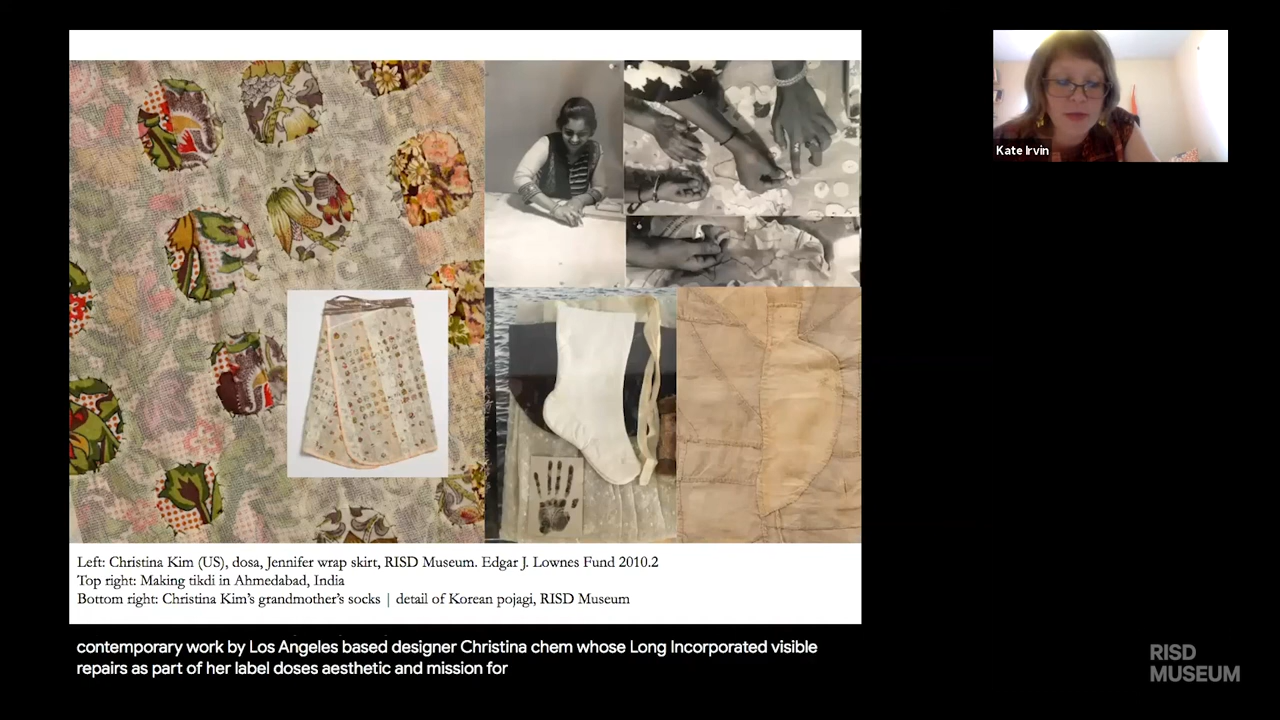 Kate Irvin
Left: Christina Kim (US), dosa, Jennifer wrap skirt, RISD Museum. Edgar J. Lownes Fund 2010.2
Top right: Making tikdi in Ahmedabad, India
Bottom right: Christina Kim's grandmother's socks | detail of Korean pojagi, RISD Museum
contemporary work by Los Angeles based designer Christina chem whose Long Incorporated visible
repairs as part of her label doses aesthetic and mission for
RISD
MUSEUM